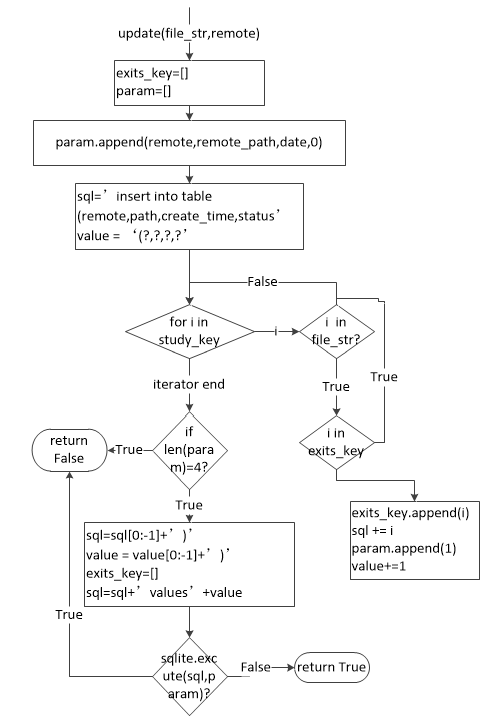 update(file_str,remote)
exits_key=[]
param=[]
param.append(remote,remote_path,date,0)
sql=’ insert into table
(remote,path,create_time,status’
value = ‘(?,?,?,?’
False
for i in
study_key
i
i in
file_str?
iterator end
True
True
i in
exits_key
if
len(para
m)=4?
True
return
False
True
exits_key.append(i)
sql += i
param.append(1)
value+=1
sql=sql[0:-1]+’ )’
value = value[0:-1]+’ )’
exits_key=[]
sql=sql+’ values’ +value
True
sqlite.exc
ute(sql,p
aram)?
False
return True